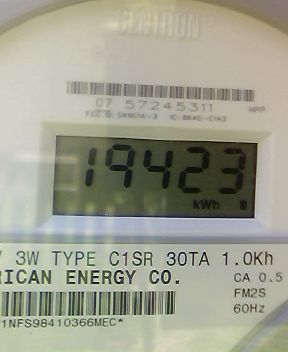 CENTRON®
07 57245311
HPP
19423
kWh
3W TYPE C1SR 30TA 1.0Kh
RICAN ENERGY CO.
CA 0.5
FM2S
60Hz
1NFS98410366MEC*